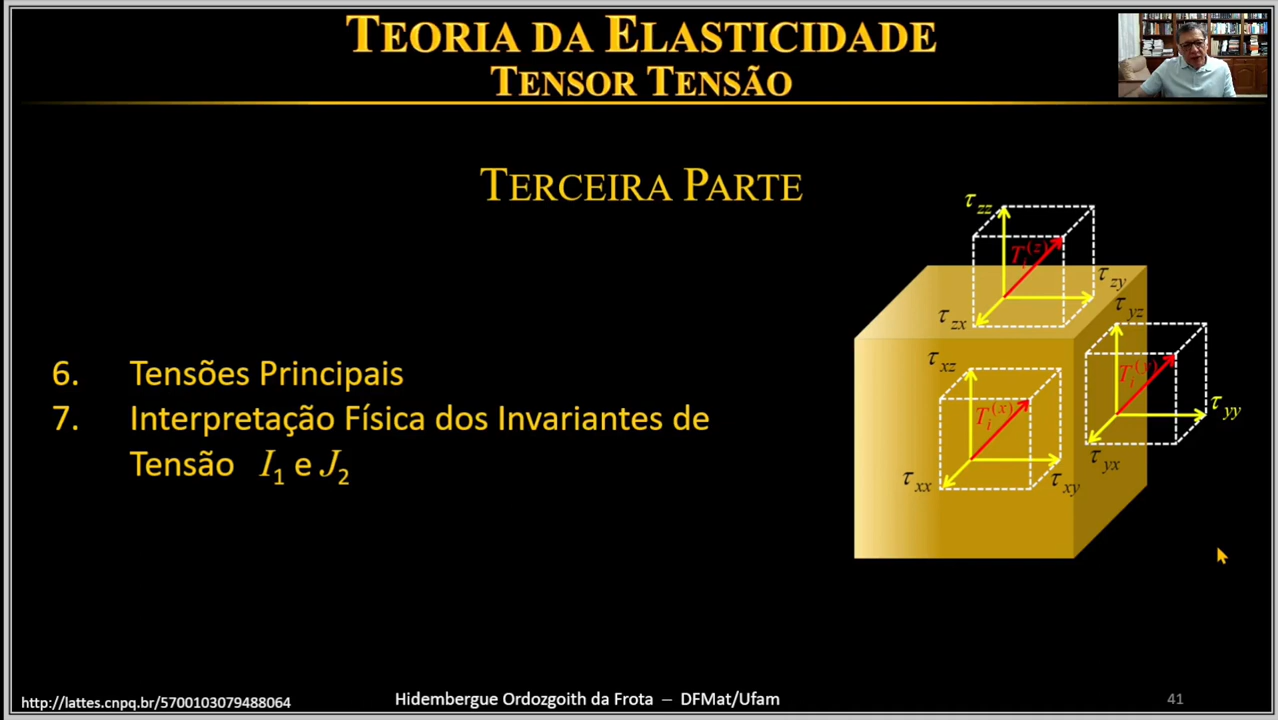 TEORIA DA ELASTICIDADE
TENSOR TENSÃO
TERCEIRA PARTE
6. Tensões Principais
7. Interpretação Física dos Invariantes de
Tensão I₁ e J₂
τ_zz
T_i^(z)
τ_zy
τ_zx
τ_yz
τ_xz
T_i^(y)
T_i^(x)
τ_yy
τ_yx
τ_xx
τ_xy
http://lattes.cnpq.br/5700103079488064
Hidembergue Ordozgoith da Frota – DFMat/Ufam
41